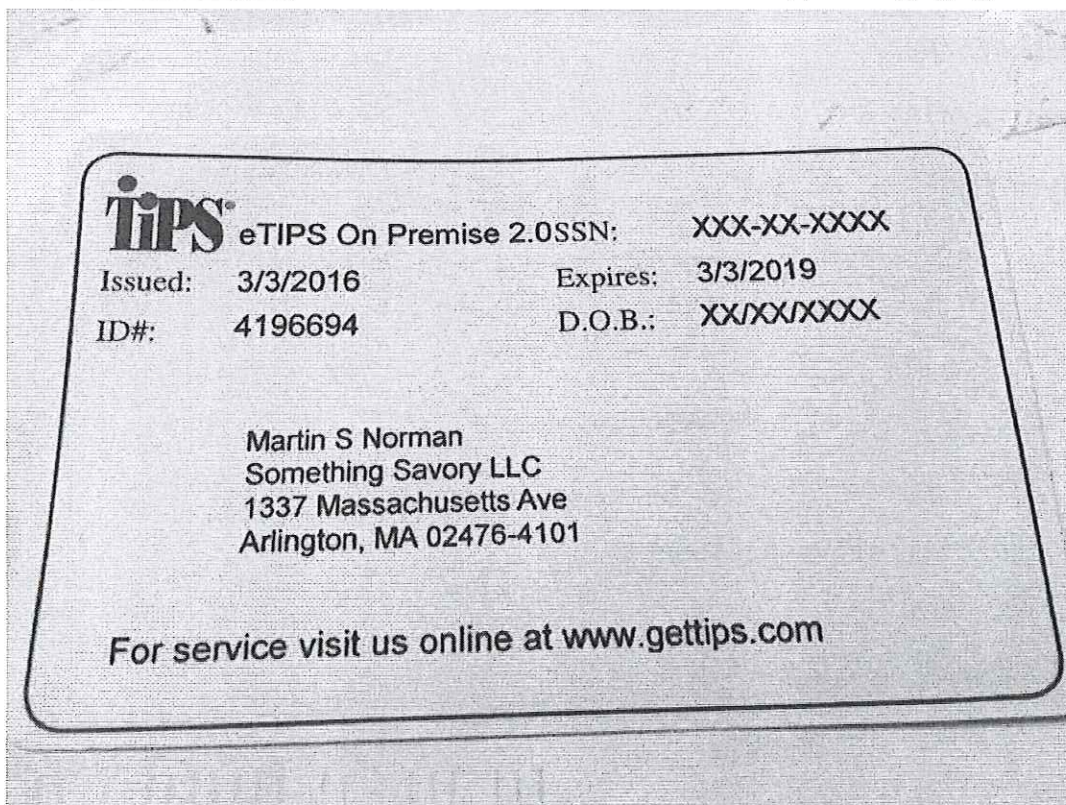 TiPS eTIPS On Premise 2.0SSN: XXX-XX-XXXX
Issued: 3/3/2016 Expires: 3/3/2019
ID#: 4196694 D.O.B.: XX/XX/XXXX
Martin S Norman
Something Savory LLC
1337 Massachusetts Ave
Arlington, MA 02476-4101
For service visit us online at www.gettips.com